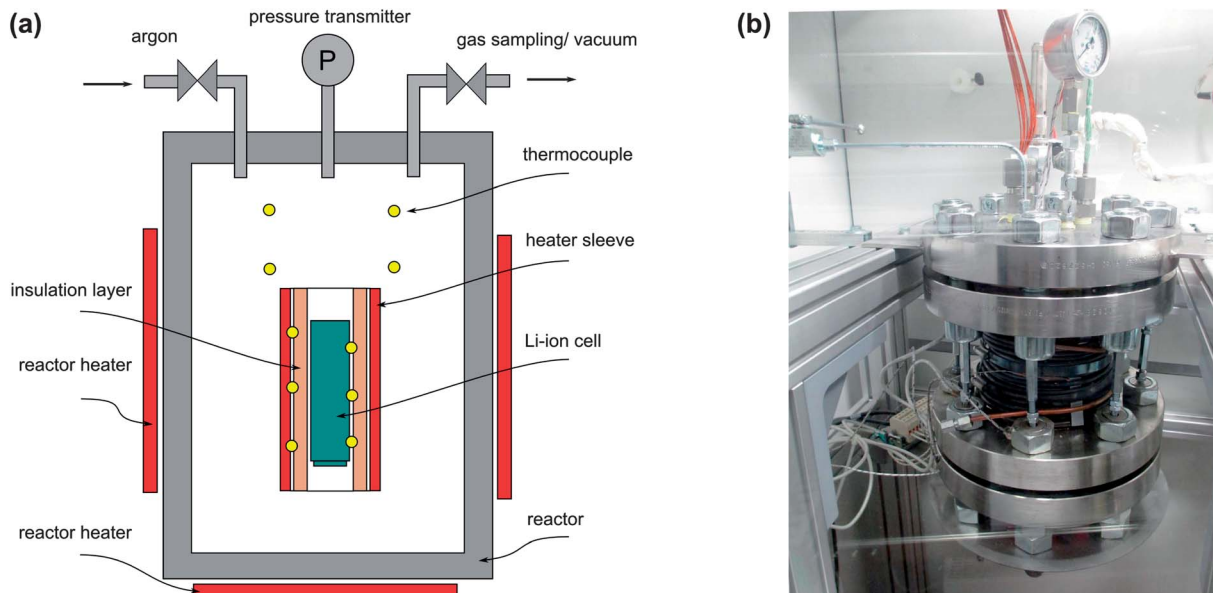 (a)
pressure transmitter
argon
gas sampling/ vacuum
P
thermocouple
heater sleeve
insulation layer
Li-ion cell
reactor heater
reactor
reactor heater
(b)